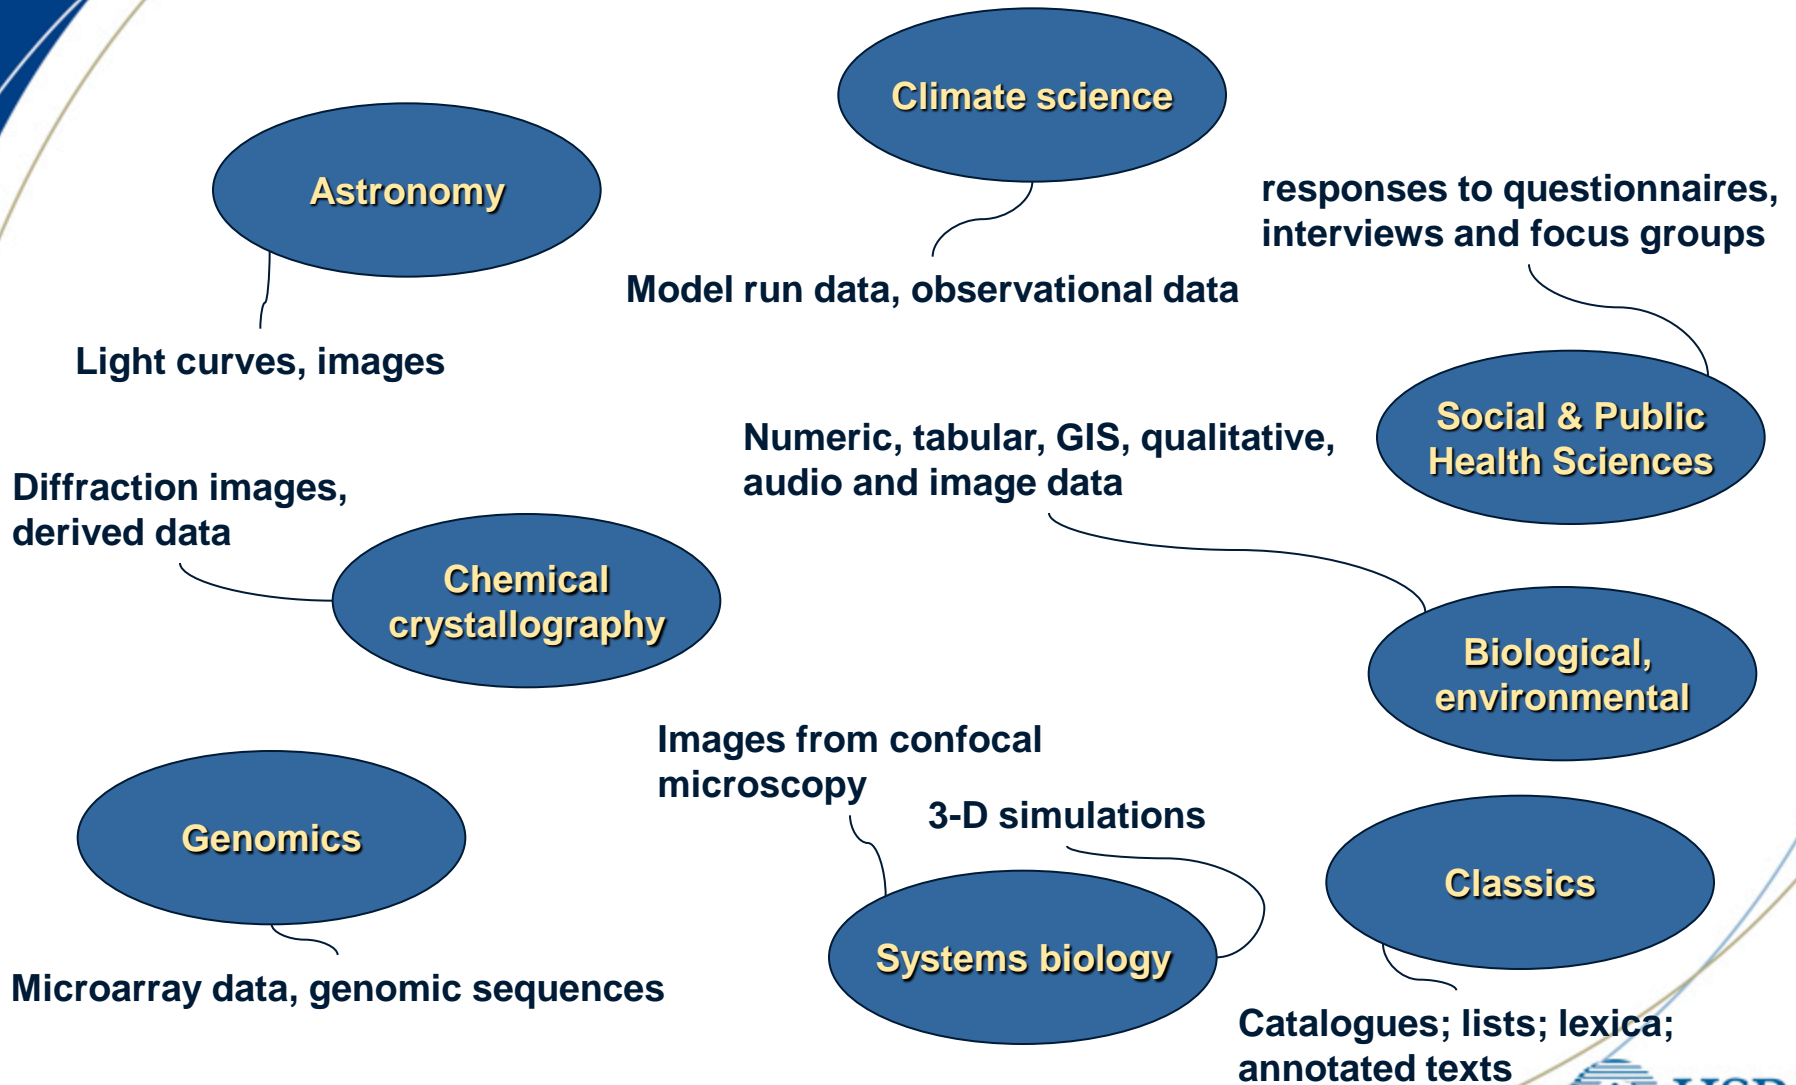 Climate science
Astronomy
responses to questionnaires,
interviews and focus groups
Model run data, observational data
Light curves, images
Social & Public
Health Sciences
Numeric, tabular, GIS, qualitative,
audio and image data
Diffraction images,
derived data
Chemical
crystallography
Biological,
environmental
Images from confocal
microscopy
3-D simulations
Genomics
Classics
Systems biology
Microarray data, genomic sequences
Catalogues; lists; lexica;
annotated texts